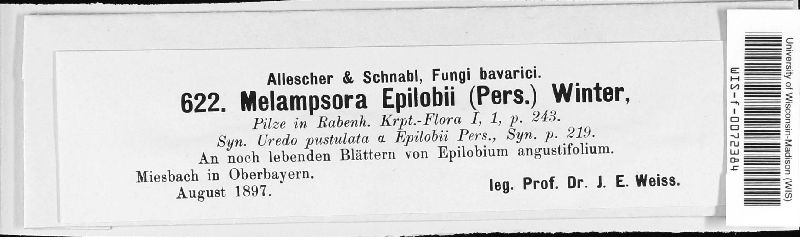 Allescher & Schnabl, Fungi bavarici.
622. Melampsora Epilobii (Pers.) Winter,
Pilze in Rabenh. Krpt.-Flora I, 1, p. 243.
Syn. Uredo pustulata α Epilobii Pers., Syn. p. 219.
An noch lebenden Blättern von Epilobium angustifolium.
Miesbach in Oberbayern.
August 1897.
leg. Prof. Dr. J. E. Weiss.
WIS-f-0072384
University of Wisconsin-Madison (WIS)